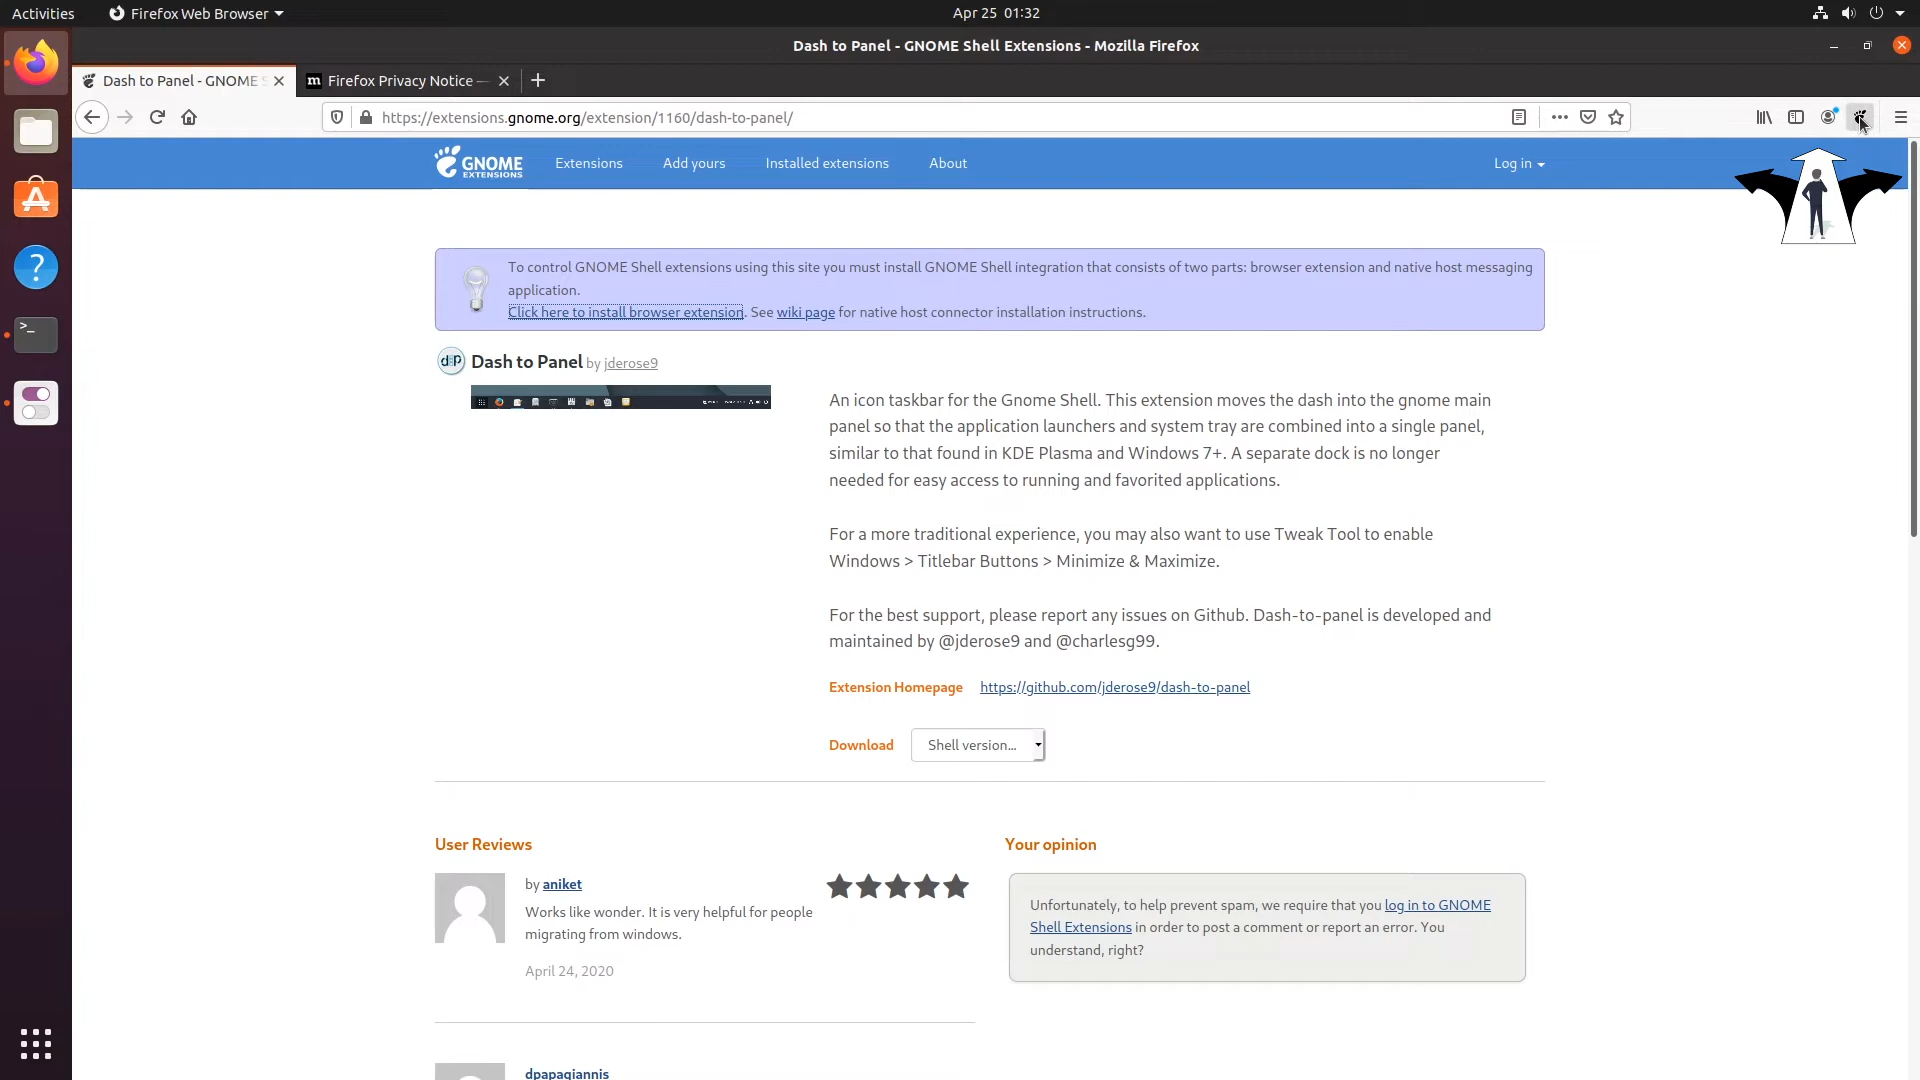 Activities
Firefox Web Browser
Apr 25 01:32
Dash to Panel - GNOME Shell Extensions - Mozilla Firefox
Dash to Panel - GNOME S
Firefox Privacy Notice —
https://extensions.gnome.org/extension/1160/dash-to-panel/
GNOME
EXTENSIONS
Extensions
Add yours
Installed extensions
About
Log in
To control GNOME Shell extensions using this site you must install GNOME Shell integration that consists of two parts: browser extension and native host messaging
application.
Click here to install browser extension. See wiki page for native host connector installation instructions.
d⁞p Dash to Panel by jderose9
An icon taskbar for the Gnome Shell. This extension moves the dash into the gnome main
panel so that the application launchers and system tray are combined into a single panel,
similar to that found in KDE Plasma and Windows 7+. A separate dock is no longer
needed for easy access to running and favorited applications.
For a more traditional experience, you may also want to use Tweak Tool to enable
Windows > Titlebar Buttons > Minimize & Maximize.
For the best support, please report any issues on Github. Dash-to-panel is developed and
maintained by @jderose9 and @charlesg99.
Extension Homepage https://github.com/jderose9/dash-to-panel
Download Shell version...
User Reviews
by aniket
Works like wonder. It is very helpful for people
migrating from windows.
April 24, 2020
dpapagiannis
Your opinion
Unfortunately, to help prevent spam, we require that you log in to GNOME
Shell Extensions in order to post a comment or report an error. You
understand, right?